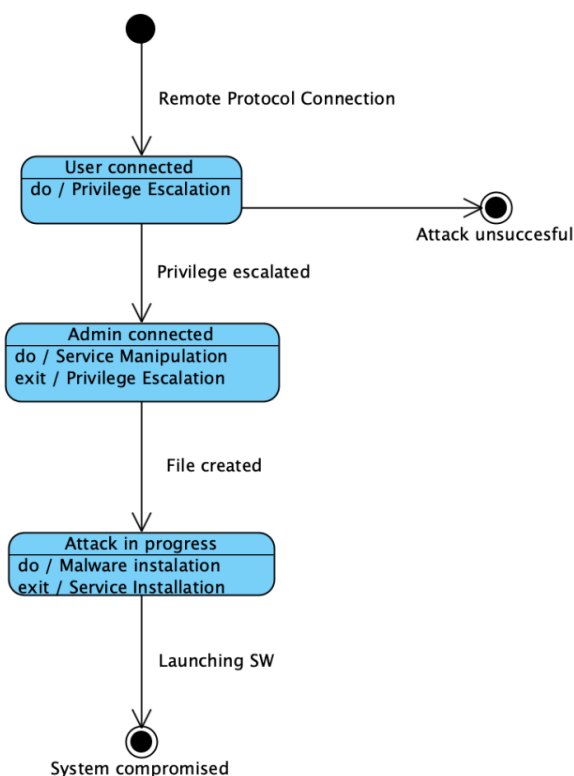 Remote Protocol Connection
User connected
do / Privilege Escalation
Attack unsuccesful
Privilege escalated
Admin connected
do / Service Manipulation
exit / Privilege Escalation
File created
Attack in progress
do / Malware instalation
exit / Service Installation
Launching SW
System compromised